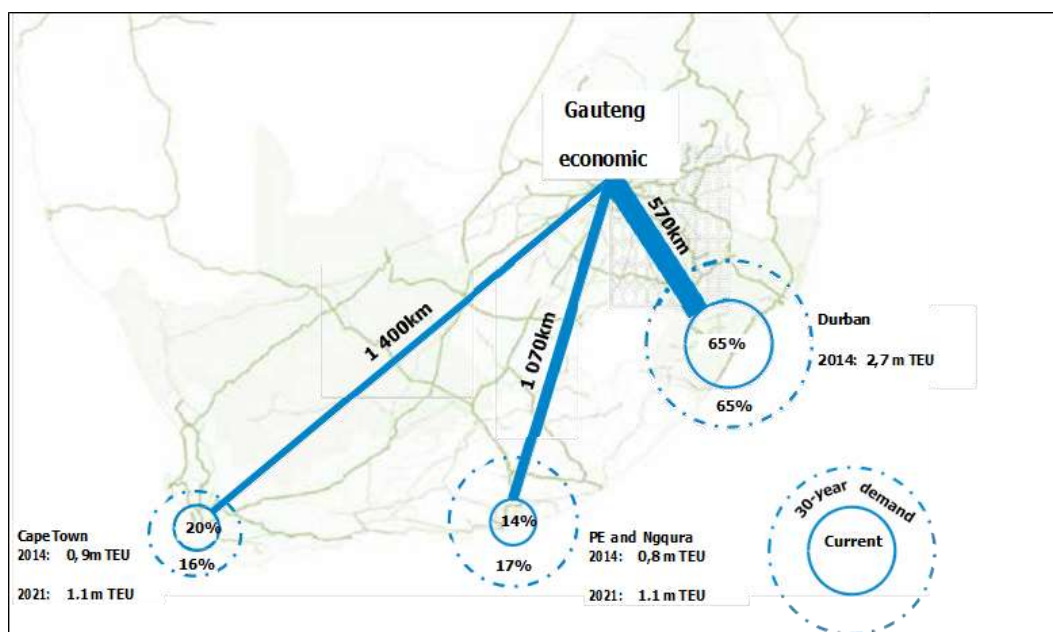 Gauteng
economic
570km
1 400km
1 070km
65%
65%
Durban
2014: 2,7 m TEU
20%
16%
Cape Town
2014: 0,9m TEU
2021: 1.1 m TEU
14%
17%
PE and Ngqura
2014: 0,8 m TEU
2021: 1.1 m TEU
30-year demand
Current